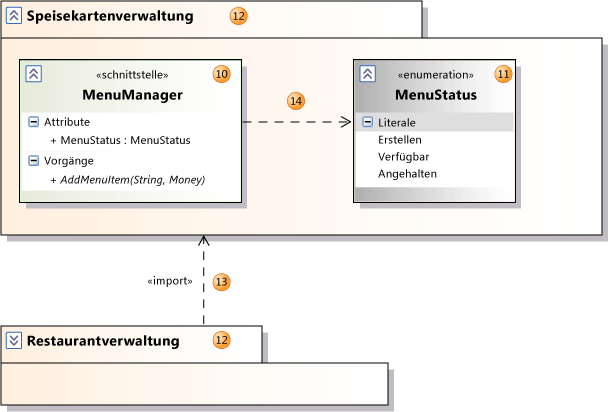 Speisekartenverwaltung 12
«schnittstelle» 10
MenuManager
Attribute
+ MenuStatus : MenuStatus
Vorgänge
+ AddMenuItem(String, Money)
14
«enumeration» 11
MenuStatus
Literale
Erstellen
Verfügbar
Angehalten
«import» 13
Restaurantverwaltung 12